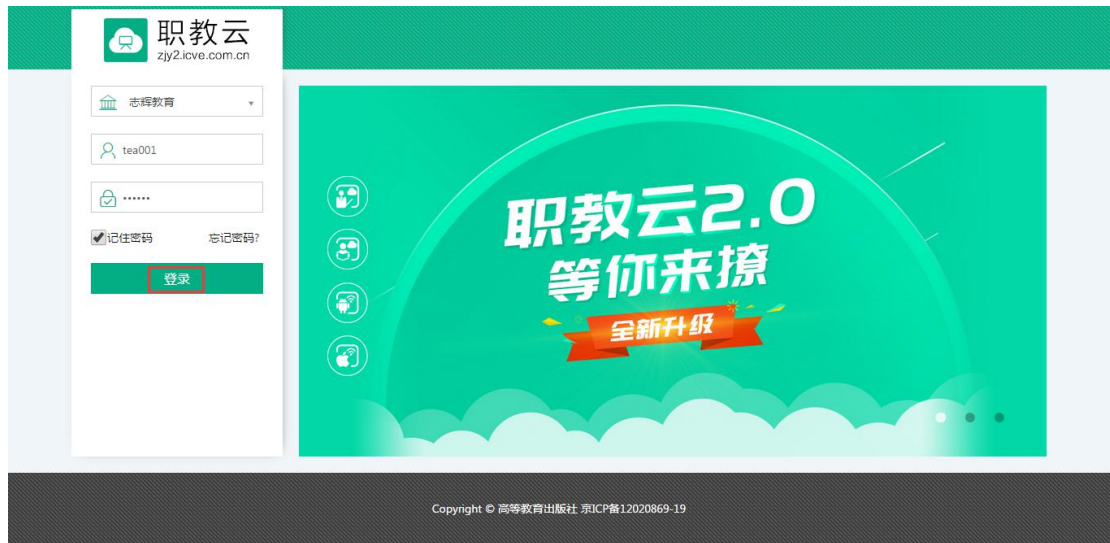 职教云
zjy2.icve.com.cn
志辉教育
tea001
••••••
记住密码 忘记密码?
登录
职教云2.0
等你来撩
全新升级
Copyright © 高等教育出版社 京ICP备12020869-19